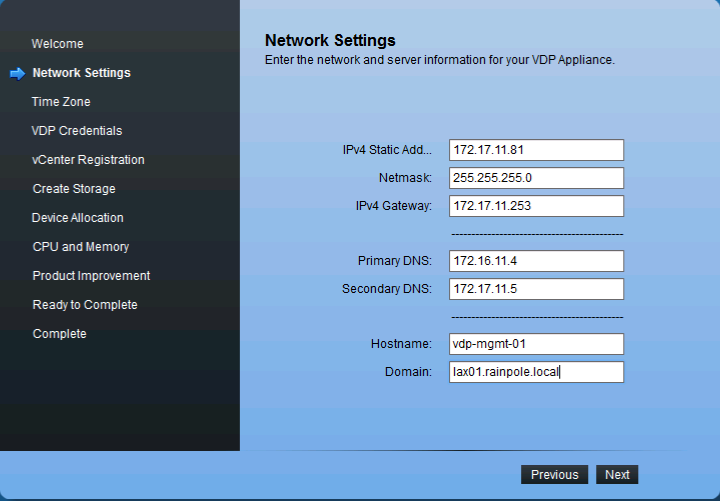 Welcome
Network Settings
Time Zone
VDP Credentials
vCenter Registration
Create Storage
Device Allocation
CPU and Memory
Product Improvement
Ready to Complete
Complete
Network Settings
Enter the network and server information for your VDP Appliance.
IPv4 Static Add... 172.17.11.81
Netmask: 255.255.255.0
IPv4 Gateway: 172.17.11.253
Primary DNS: 172.16.11.4
Secondary DNS: 172.17.11.5
Hostname: vdp-mgmt-01
Domain: lax01.rainpole.local
Previous Next